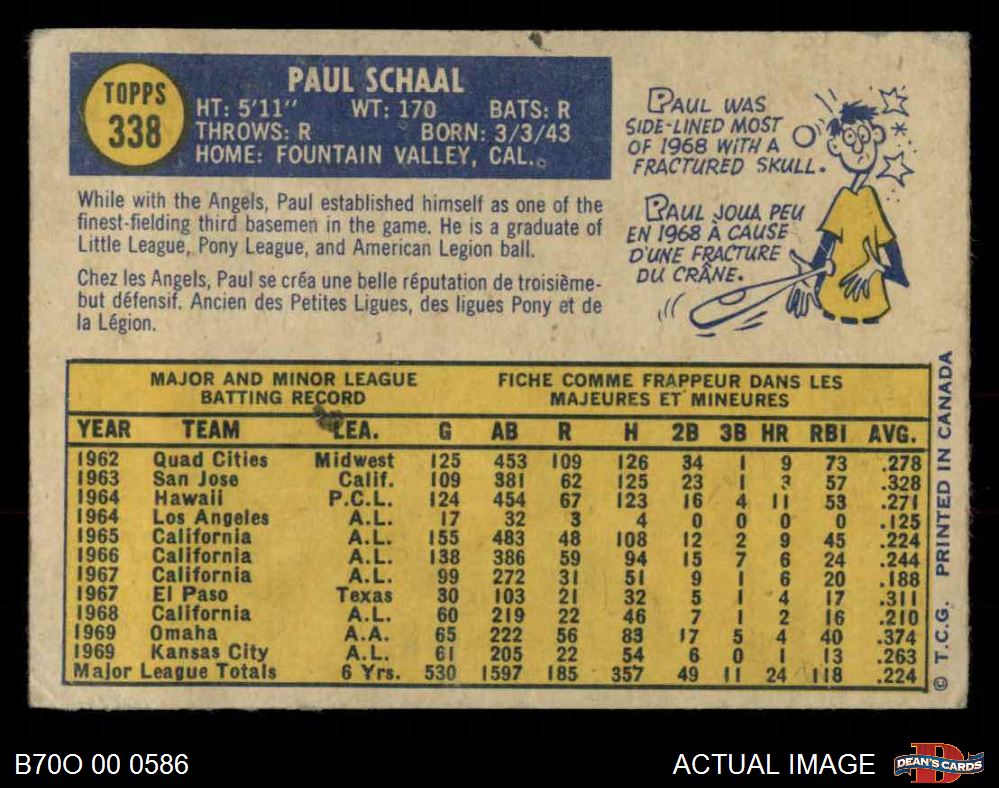 TOPPS
338
PAUL SCHAAL
HT: 5'11" WT: 170 BATS: R
THROWS: R BORN: 3/3/43
HOME: FOUNTAIN VALLEY, CAL.
While with the Angels, Paul established himself as one of the
finest-fielding third basemen in the game. He is a graduate of
Little League, Pony League, and American Legion ball.
Chez les Angels, Paul se créa une belle réputation de troisième-
but défensif. Ancien des Petites Ligues, des ligues Pony et de
la Légion.
PAUL WAS
SIDE-LINED MOST
OF 1968 WITH A
FRACTURED SKULL.
PAUL JOUA PEU
EN 1968 À CAUSE
D'UNE FRACTURE
DU CRÂNE.
MAJOR AND MINOR LEAGUE
BATTING RECORD
FICHE COMME FRAPPEUR DANS LES
MAJEURES ET MINEURES
YEAR TEAM LEA. G AB R H 2B 3B HR RBI AVG.
1962 Quad Cities Midwest 125 453 109 126 34 1 9 73 .278
1963 San Jose Calif. 109 381 62 125 23 1 3 57 .328
1964 Hawaii P.C.L. 124 454 67 123 16 4 11 53 .271
1964 Los Angeles A.L. 17 32 3 4 0 0 0 0 .125
1965 California A.L. 155 483 48 108 12 2 9 45 .224
1966 California A.L. 138 386 59 94 15 7 6 24 .244
1967 California A.L. 99 272 31 51 9 1 6 20 .188
1967 El Paso Texas 30 103 21 32 5 1 4 17 .311
1968 California A.L. 60 219 22 46 7 1 2 16 .210
1969 Omaha A.A. 65 222 56 83 17 5 4 40 .374
1969 Kansas City A.L. 61 205 22 54 6 0 1 13 .263
Major League Totals 6 Yrs. 530 1597 185 357 49 11 24 118 .224
© T.C.G. PRINTED IN CANADA
B70O 00 0586
ACTUAL IMAGE
DEAN'S CARDS